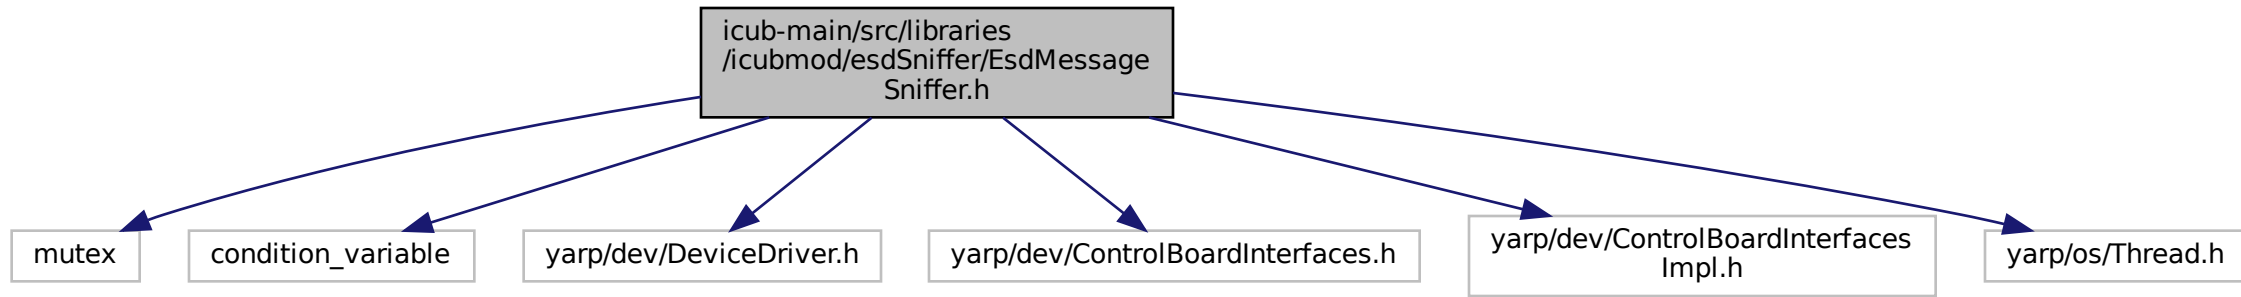 icub-main/src/libraries
/icubmod/esdSniffer/EsdMessage
Sniffer.h
mutex
condition_variable
yarp/dev/DeviceDriver.h
yarp/dev/ControlBoardInterfaces.h
yarp/dev/ControlBoardInterfaces
Impl.h
yarp/os/Thread.h